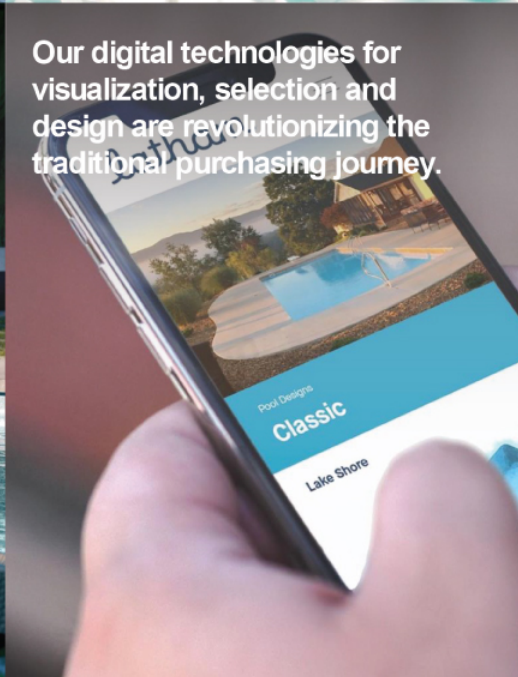 Our digital technologies for
visualization, selection and
design are revolutionizing the
traditional purchasing journey.
Latham
Pool Designs
Classic
Lake Shore